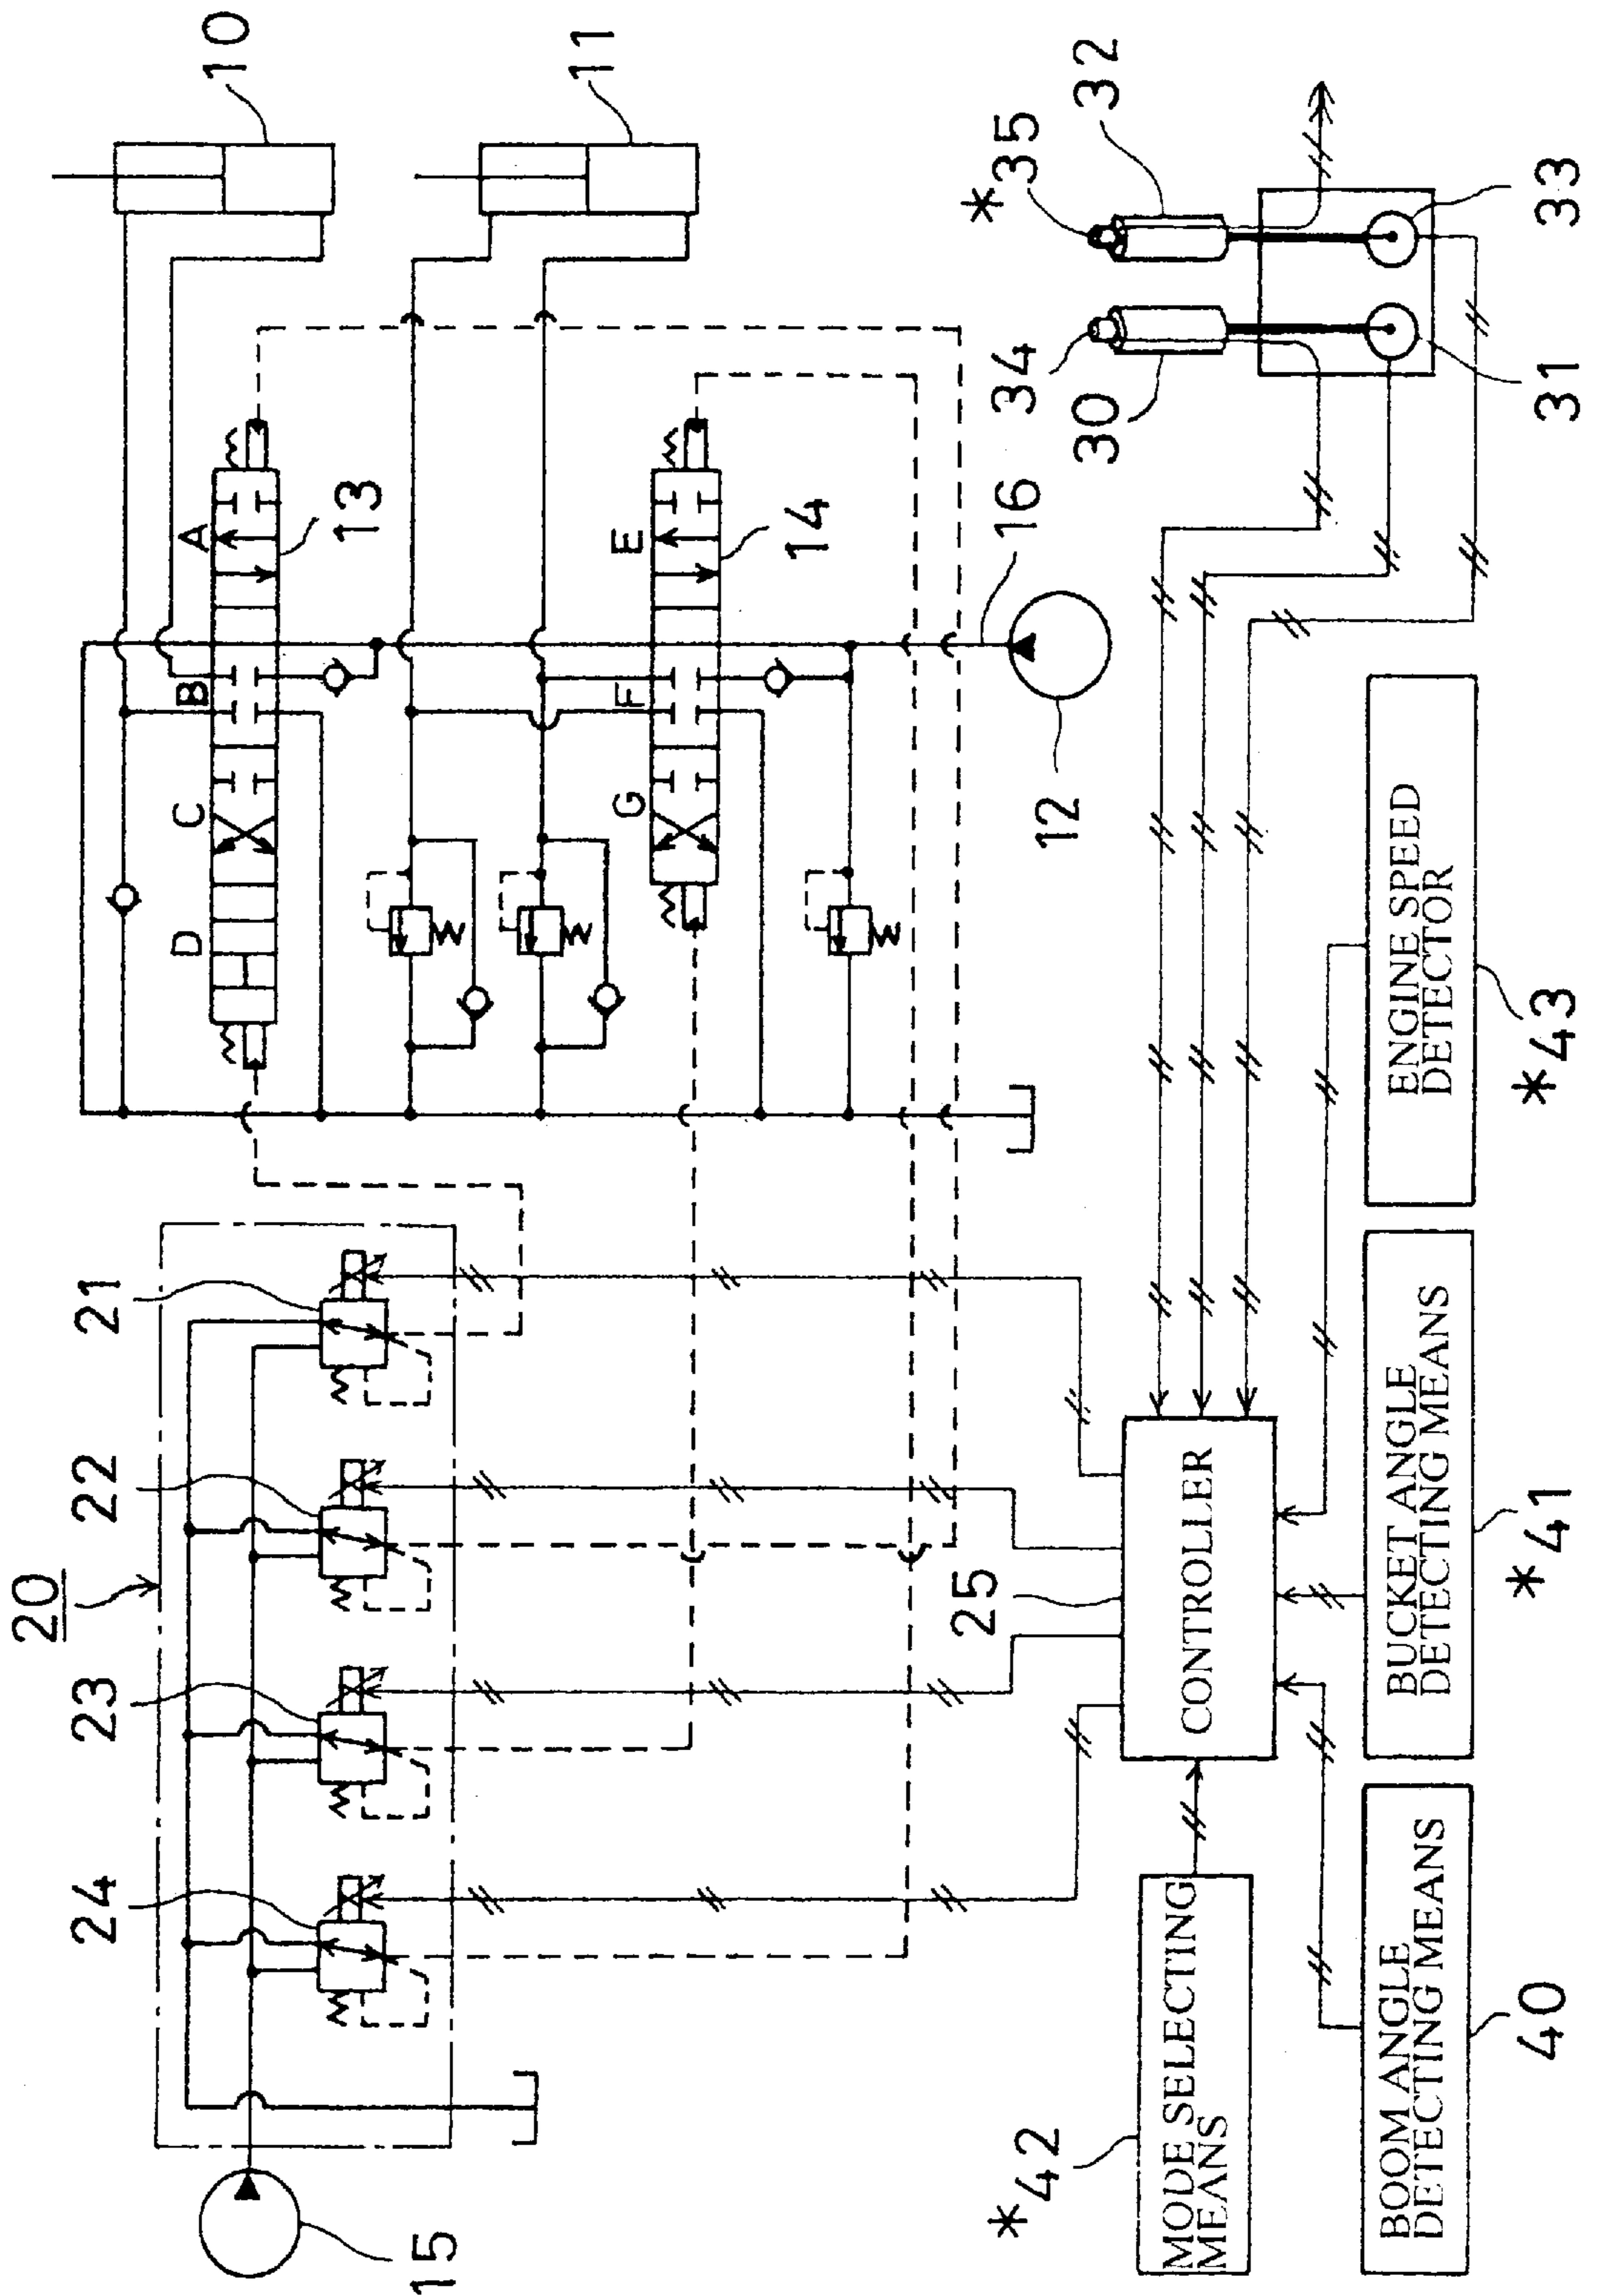 10
11
*35
32
33
34
30
31
A
B
C
D
13
E
F
G
14
16
12
20
21
22
23
24
15
25
CONTROLLER
ENGINE SPEED
DETECTOR
*43
BUCKET ANGLE
DETECTING MEANS
*41
BOOM ANGLE
DETECTING MEANS
40
MODE SELECTING
MEANS
*42